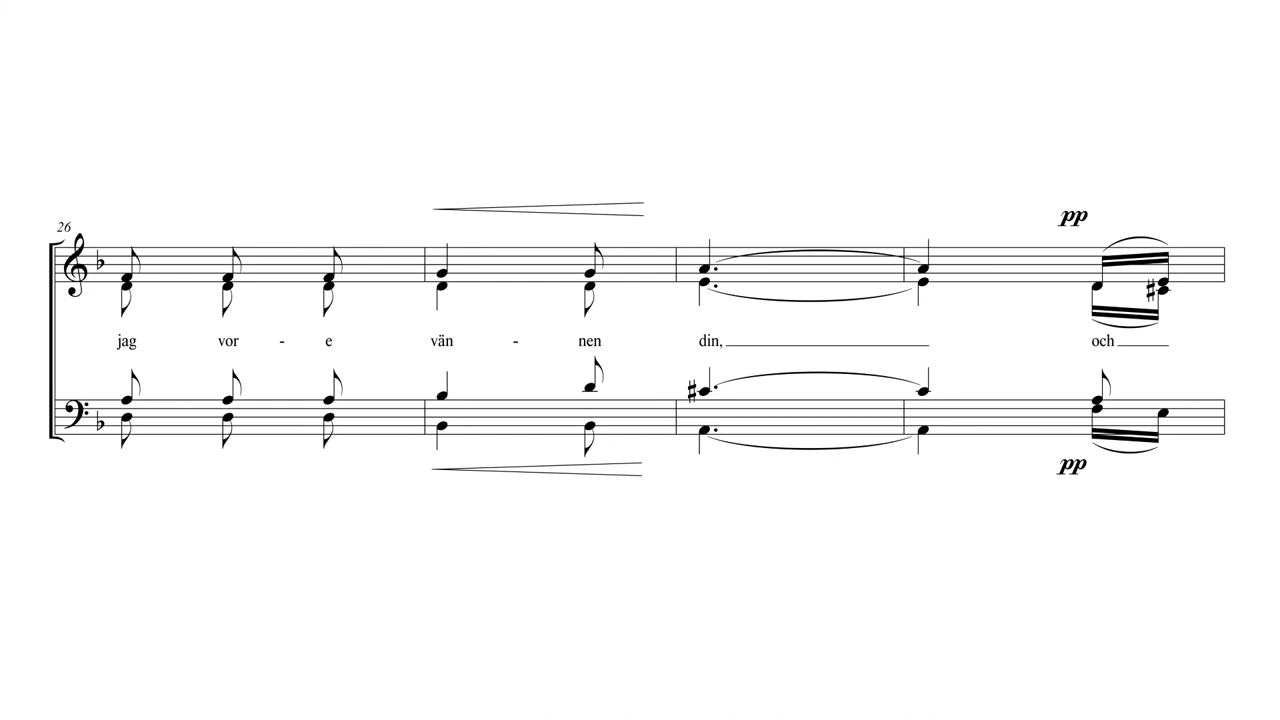 26
pp
jag vor - e vän - nen din, och
pp